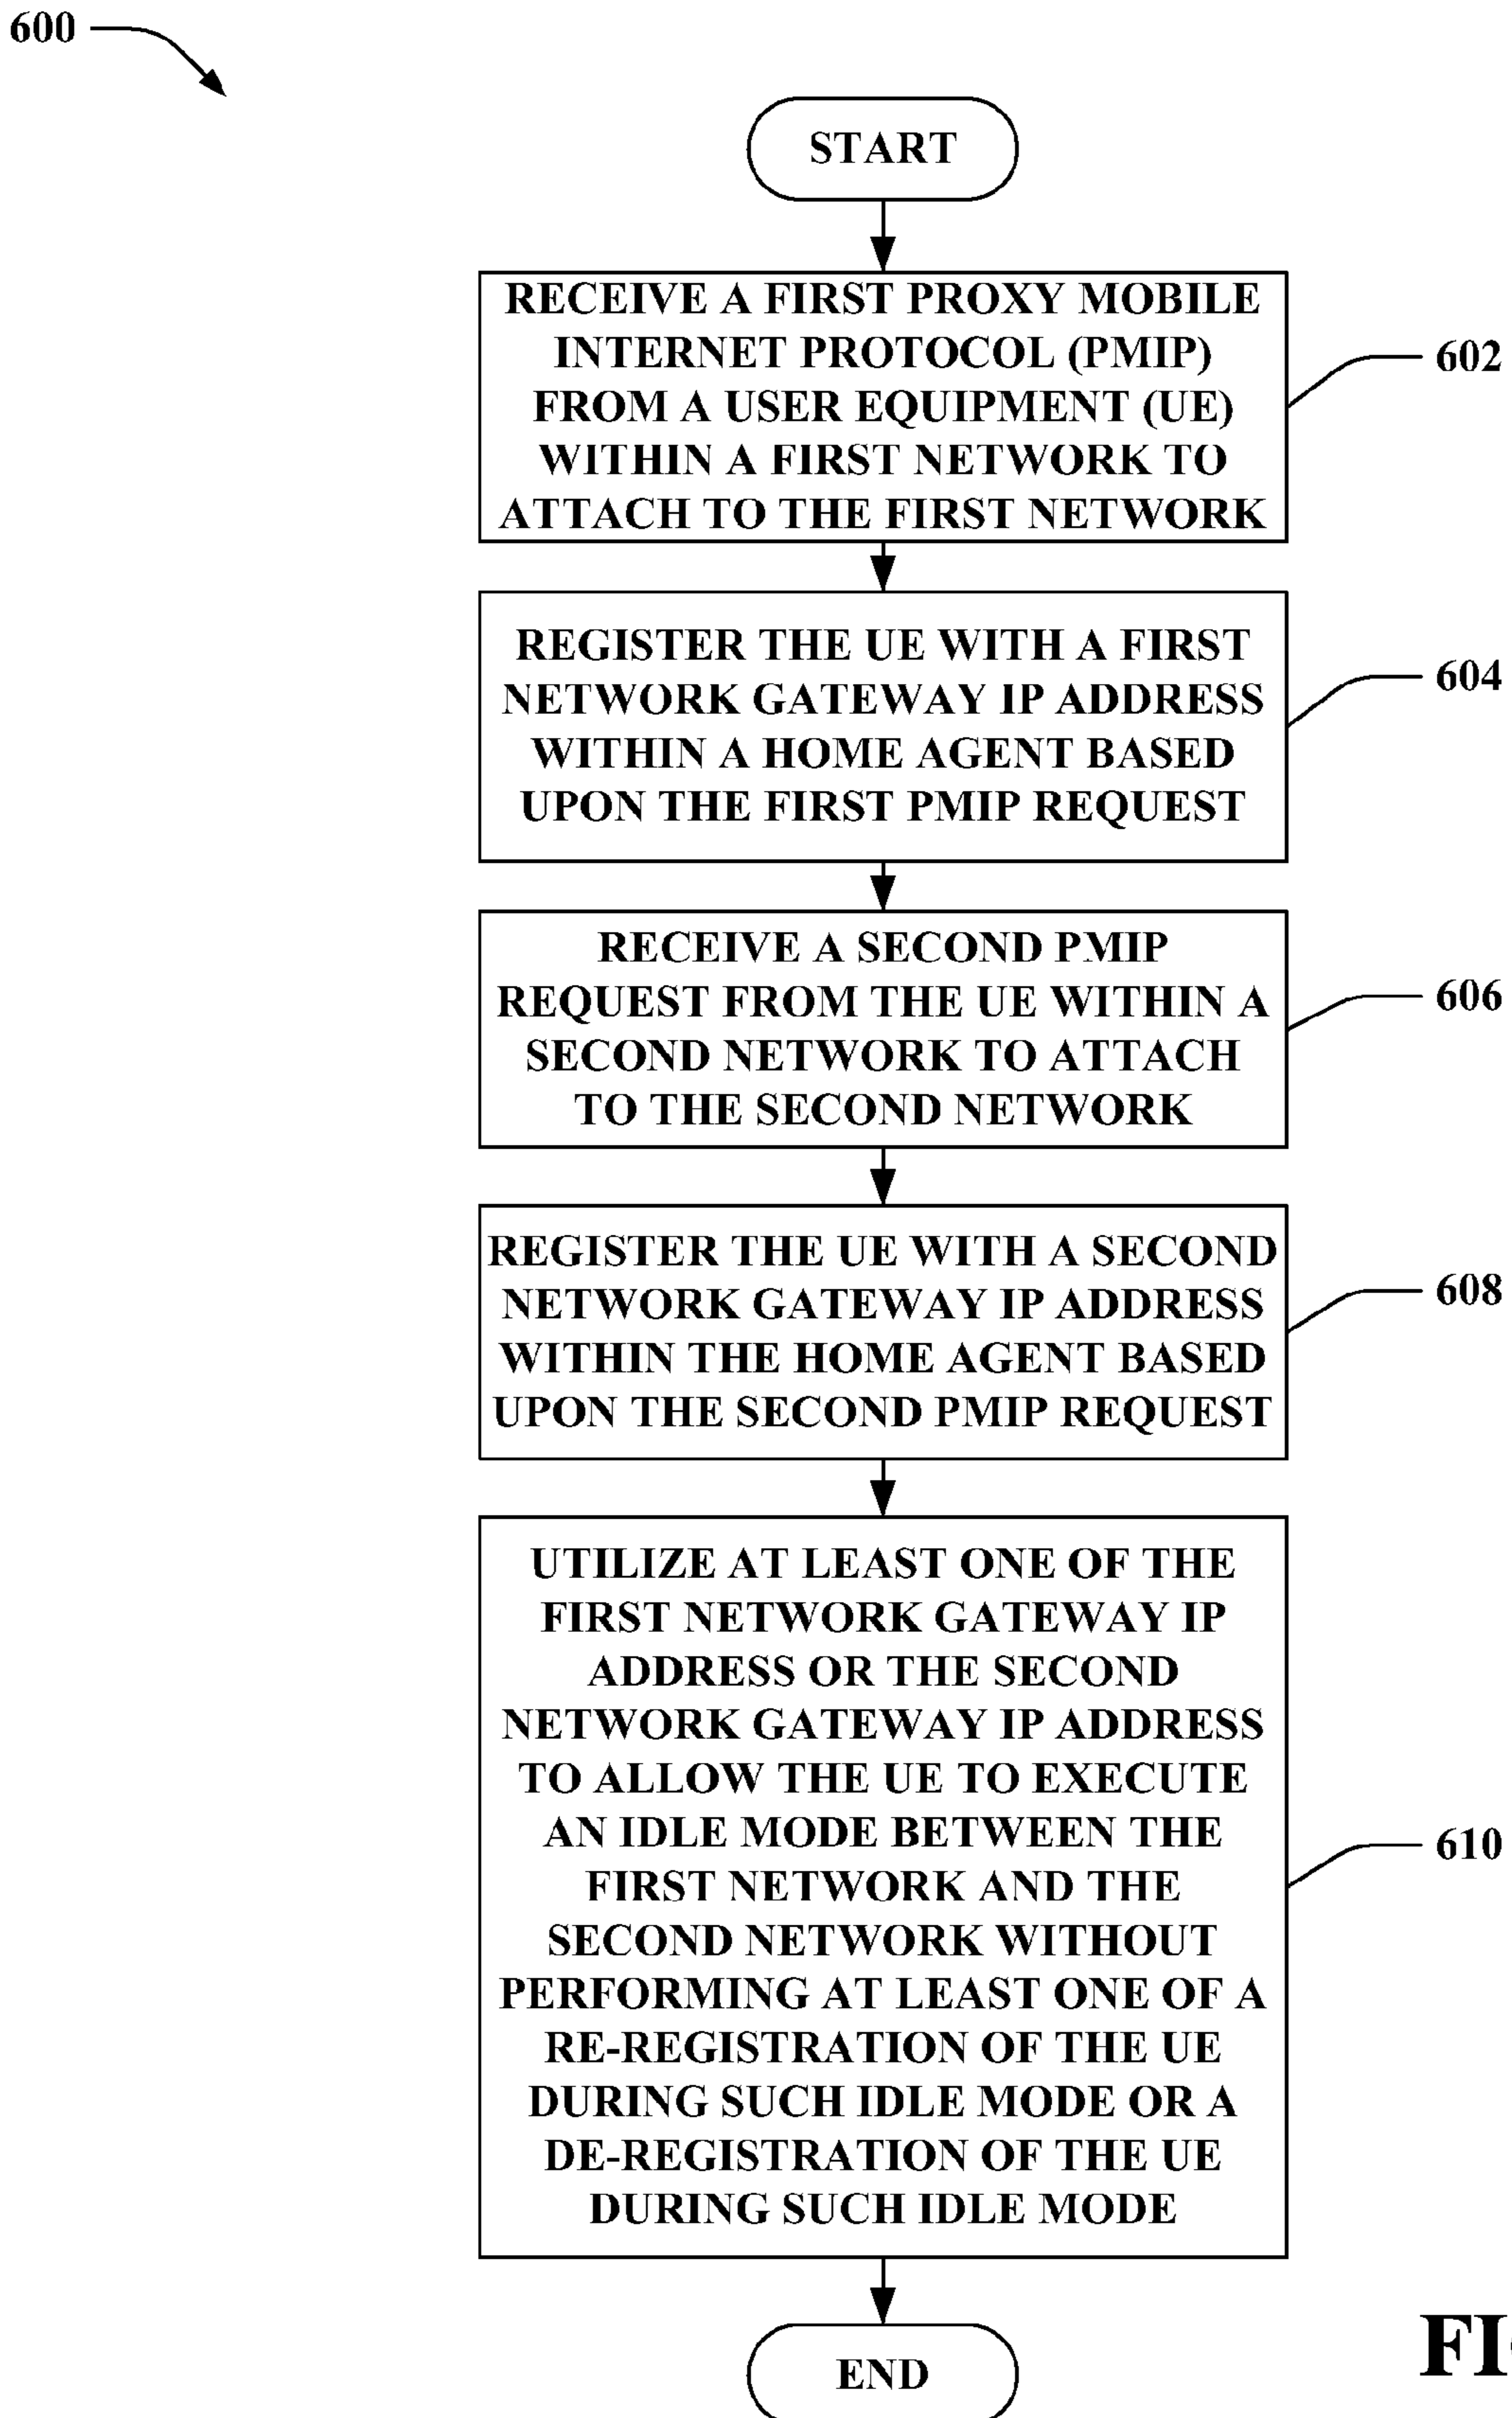 600
START
RECEIVE A FIRST PROXY MOBILE
INTERNET PROTOCOL (PMIP)
FROM A USER EQUIPMENT (UE)
WITHIN A FIRST NETWORK TO
ATTACH TO THE FIRST NETWORK
602
REGISTER THE UE WITH A FIRST
NETWORK GATEWAY IP ADDRESS
WITHIN A HOME AGENT BASED
UPON THE FIRST PMIP REQUEST
604
RECEIVE A SECOND PMIP
REQUEST FROM THE UE WITHIN A
SECOND NETWORK TO ATTACH
TO THE SECOND NETWORK
606
REGISTER THE UE WITH A SECOND
NETWORK GATEWAY IP ADDRESS
WITHIN THE HOME AGENT BASED
UPON THE SECOND PMIP REQUEST
608
UTILIZE AT LEAST ONE OF THE
FIRST NETWORK GATEWAY IP
ADDRESS OR THE SECOND
NETWORK GATEWAY IP ADDRESS
TO ALLOW THE UE TO EXECUTE
AN IDLE MODE BETWEEN THE
FIRST NETWORK AND THE
SECOND NETWORK WITHOUT
PERFORMING AT LEAST ONE OF A
RE-REGISTRATION OF THE UE
DURING SUCH IDLE MODE OR A
DE-REGISTRATION OF THE UE
DURING SUCH IDLE MODE
610
END